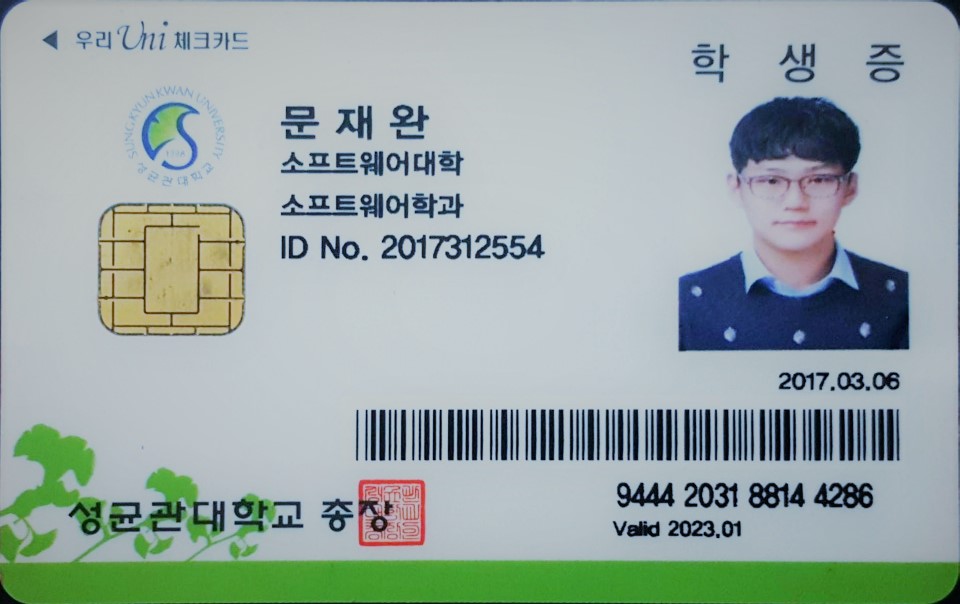 ◀ 우리 Uni 체크카드
학 생 증
SUNGKYUNKWAN UNIVERSITY
1398
성균관대학교
문 재 완
소프트웨어대학
소프트웨어학과
ID No. 2017312554
2017.03.06
9444 2031 8814 4286
Valid 2023.01
성균관대학교 총장